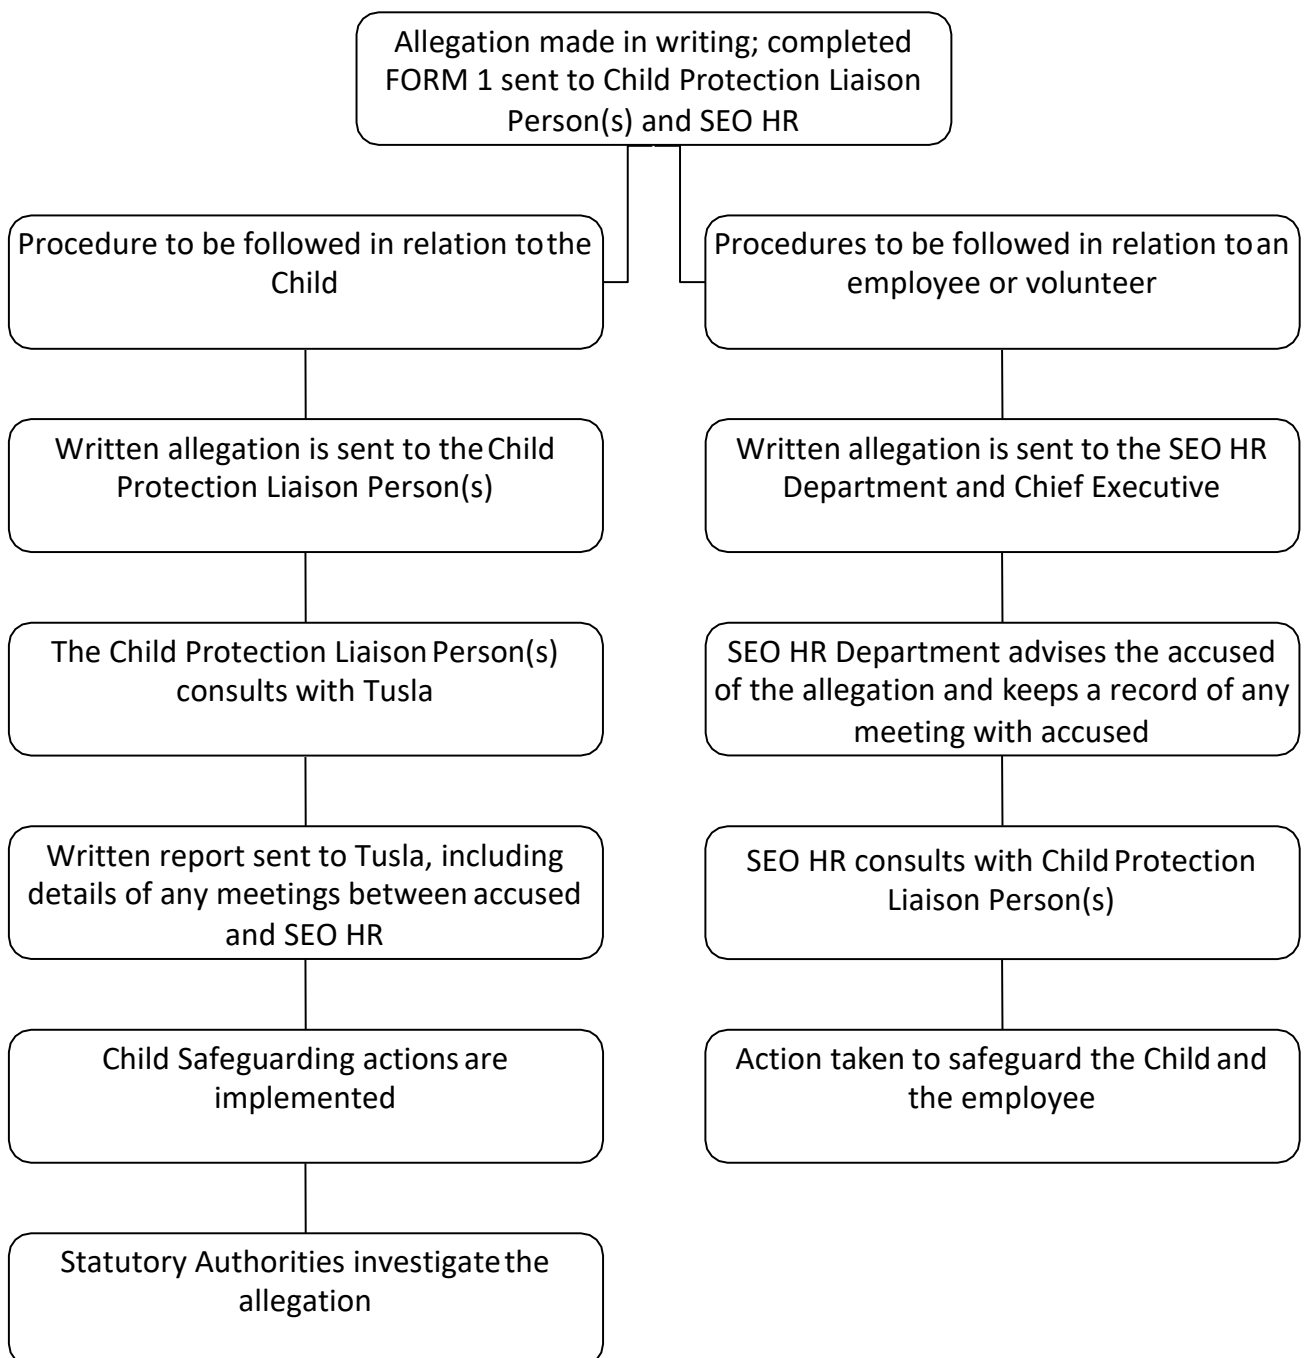 Allegation made in writing; completed
FORM 1 sent to Child Protection Liaison
Person(s) and SEO HR
Procedure to be followed in relation to the
Child
Written allegation is sent to the Child
Protection Liaison Person(s)
The Child Protection Liaison Person(s)
consults with Tusla
Written report sent to Tusla, including
details of any meetings between accused
and SEO HR
Child Safeguarding actions are
implemented
Statutory Authorities investigate the
allegation
Procedures to be followed in relation to an
employee or volunteer
Written allegation is sent to the SEO HR
Department and Chief Executive
SEO HR Department advises the accused
of the allegation and keeps a record of any
meeting with accused
SEO HR consults with Child Protection
Liaison Person(s)
Action taken to safeguard the Child and
the employee